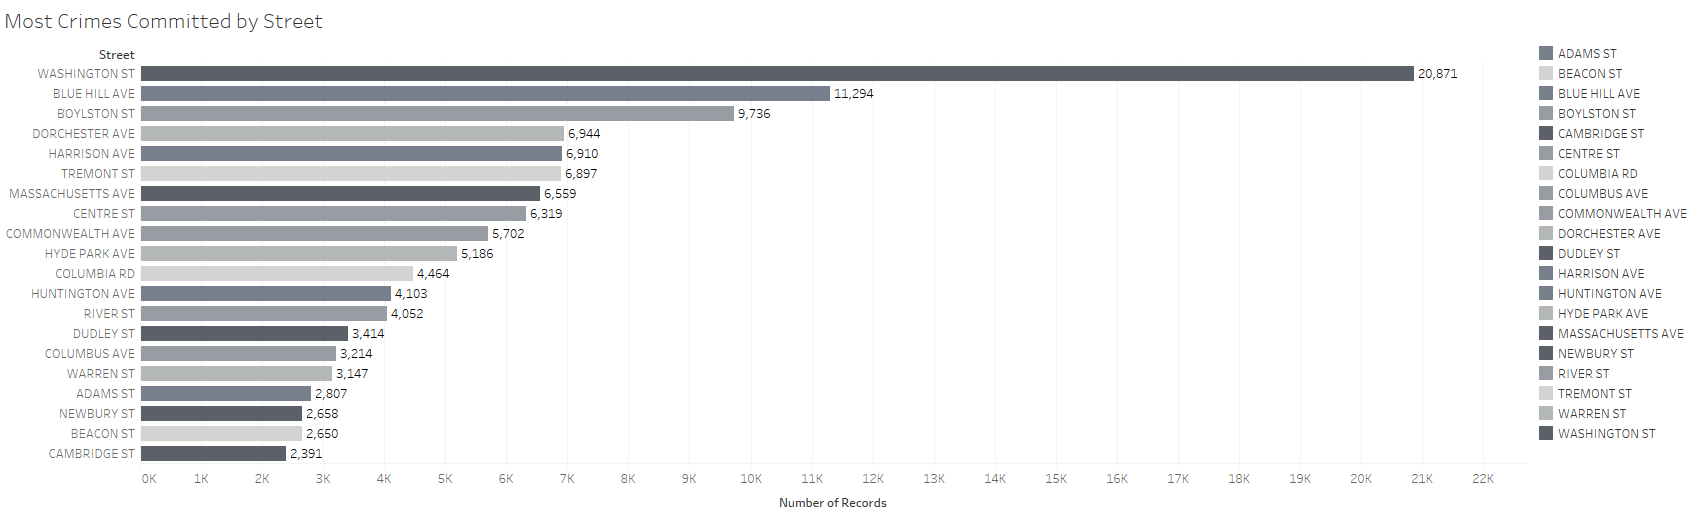 Most Crimes Committed by Street
Street
WASHINGTON ST 20,871
BLUE HILL AVE 11,294
BOYLSTON ST 9,736
DORCHESTER AVE 6,944
HARRISON AVE 6,910
TREMONT ST 6,897
MASSACHUSETTS AVE 6,559
CENTRE ST 6,319
COMMONWEALTH AVE 5,702
HYDE PARK AVE 5,186
COLUMBIA RD 4,464
HUNTINGTON AVE 4,103
RIVER ST 4,052
DUDLEY ST 3,414
COLUMBUS AVE 3,214
WARREN ST 3,147
ADAMS ST 2,807
NEWBURY ST 2,658
BEACON ST 2,650
CAMBRIDGE ST 2,391
0K 1K 2K 3K 4K 5K 6K 7K 8K 9K 10K 11K 12K 13K 14K 15K 16K 17K 18K 19K 20K 21K 22K
Number of Records
ADAMS ST
BEACON ST
BLUE HILL AVE
BOYLSTON ST
CAMBRIDGE ST
CENTRE ST
COLUMBIA RD
COLUMBUS AVE
COMMONWEALTH AVE
DORCHESTER AVE
DUDLEY ST
HARRISON AVE
HUNTINGTON AVE
HYDE PARK AVE
MASSACHUSETTS AVE
NEWBURY ST
RIVER ST
TREMONT ST
WARREN ST
WASHINGTON ST